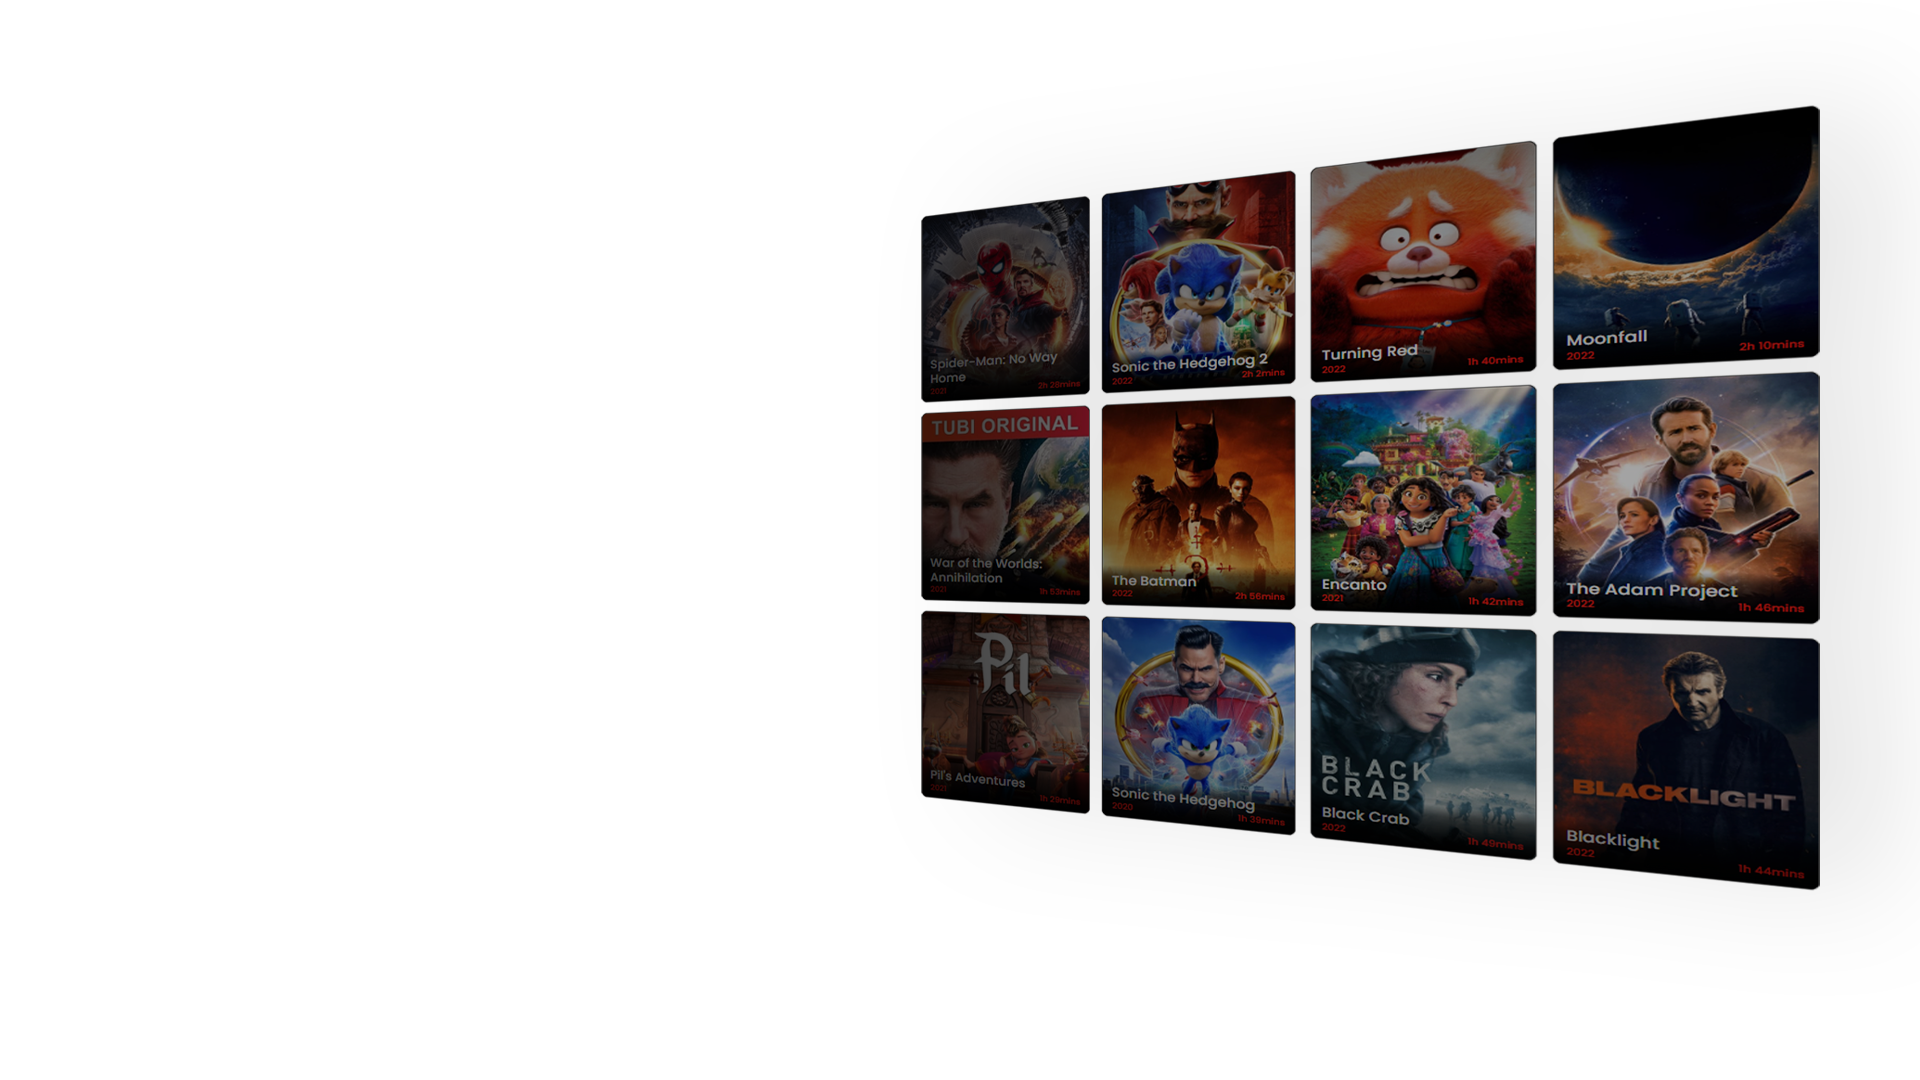 Spider-Man: No Way
Home
2021
2h 28mins
Sonic the Hedgehog 2
2022
2h 2mins
Turning Red
2022
1h 40mins
Moonfall
2022
2h 10mins
TUBI ORIGINAL
War of the Worlds:
Annihilation
2021
1h 53mins
The Batman
2022
2h 56mins
Encanto
2021
1h 42mins
The Adam Project
2022
1h 46mins
Pil
Pil's Adventures
2021
1h 29mins
Sonic the Hedgehog
2020
1h 39mins
BLACK
CRAB
Black Crab
2022
1h 49mins
BLACKLIGHT
Blacklight
2022
1h 44mins